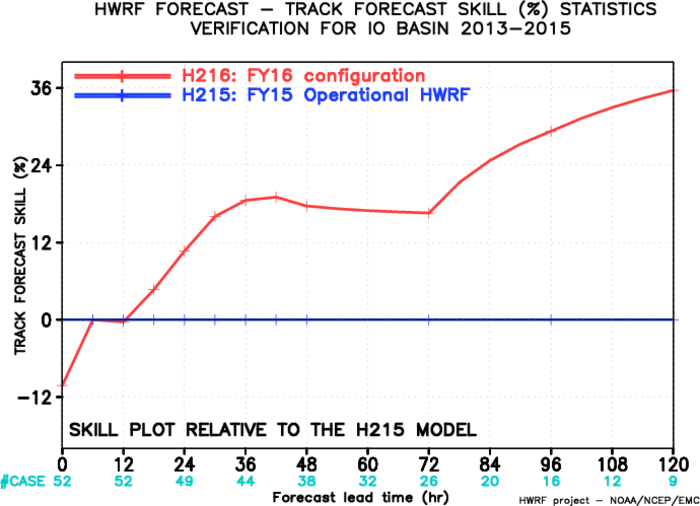 HWRF FORECAST – TRACK FORECAST SKILL (%) STATISTICS
VERIFICATION FOR IO BASIN 2013–2015
H216: FY16 configuration
H215: FY15 Operational HWRF
36
24
12
0
−12
TRACK FORECAST SKILL (%)
SKILL PLOT RELATIVE TO THE H215 MODEL
0 12 24 36 48 60 72 84 96 108 120
#CASE 52 52 49 44 38 32 26 20 16 12 9
Forecast lead time (hr)
HWRF project – NOAA/NCEP/EMC